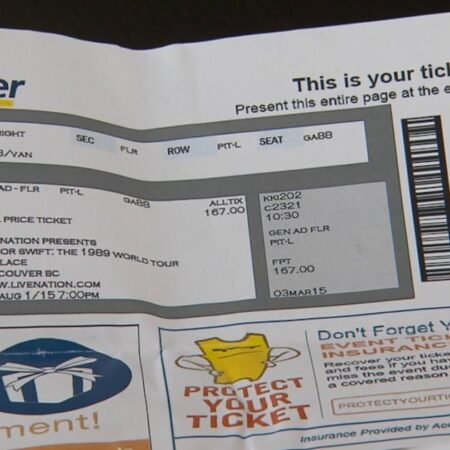 er
This is your tick
Present this entire page at the e
RIGHT SEC FLR ROW PIT-L SEAT GA88
/VAN
AD - FLR PIT-L GA88 ALLTIX
167.00
PRICE TICKET
NATION PRESENTS
OR SWIFT: THE 1989 WORLD TOUR
LACE
COUVER BC
W.LIVENATION.COM
AUG 1/15 7:00PM
KKI202
C2321
10:30
GEN AD FLR
PIT-L
FPT
167.00
03MAR15
ment!
PROTECT
YOUR
TICKET
Don't Forget Y
EVENT TICK
INSURANC
Recover your ticke
and fees if you ha
miss the event due
a covered reason
PROTECTYOURTIC
Insurance Provided by Acc